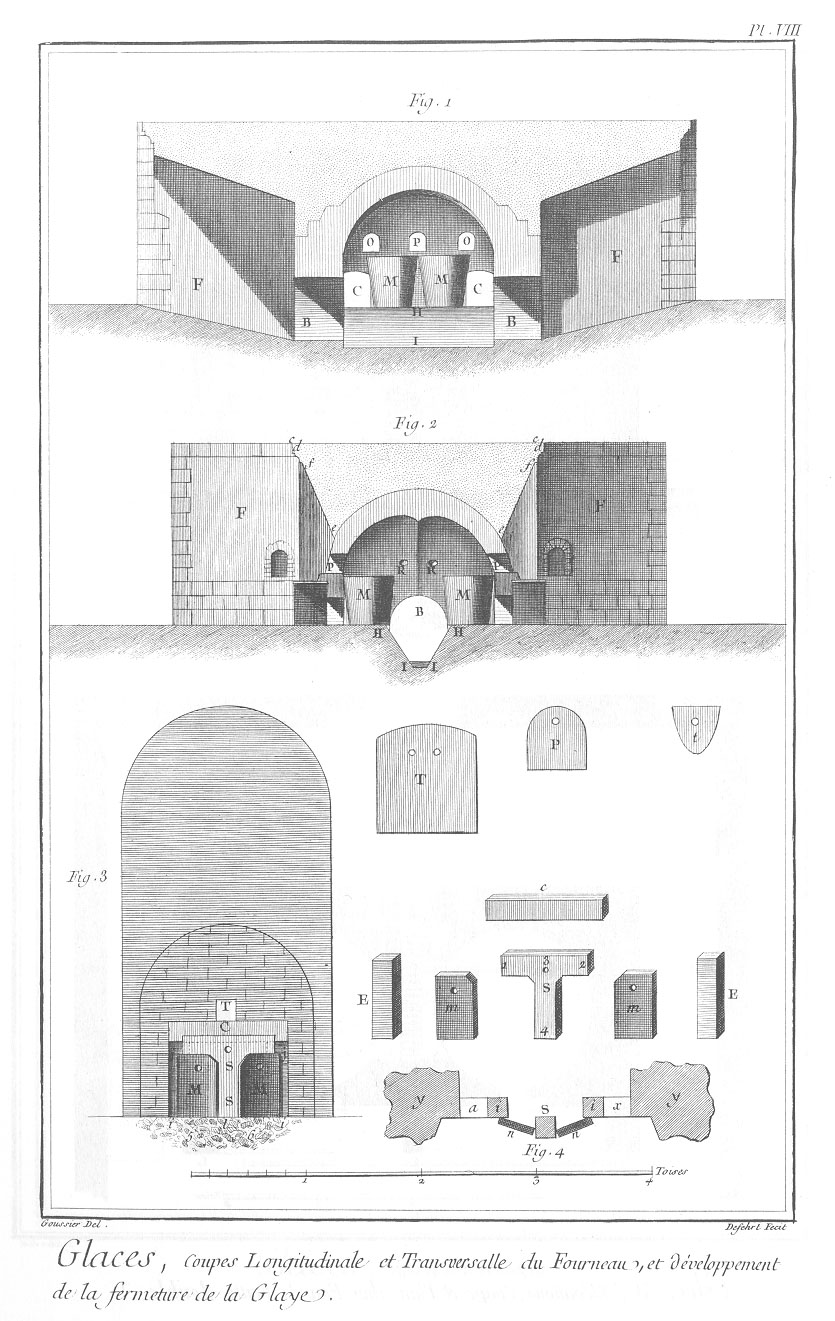 Pl. VIII
Fig. 1
O P O
C M M C
F F
B H B
I
Fig. 2
c d c d
f f
F F
e e
P R R P
M B M
H H
I I
T P t
Fig. 3
c
1 3 2
E m S m E
4
T
C
S
M M
S
y a i S i x y
n n
Fig. 4
1 2 3 4 Toises
Goussier Del. Defehrt Fecit
Glaces, Coupes Longitudinale et Transversalle du Fourneau, et développement
de la fermeture de la Glaye.